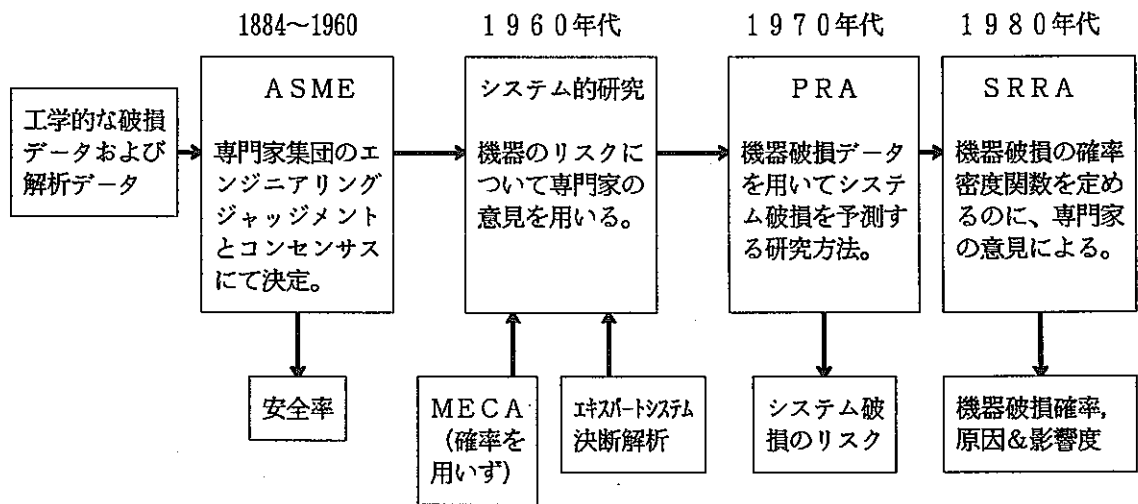 1884～1960
1960年代
1970年代
1980年代
工学的な破損
データおよび
解析データ
ASME
専門家集団のエ
ンジニアリング
ジャッジメント
とコンセンサス
にて決定。
システム的研究
機器のリスクに
ついて専門家の
意見を用いる。
PRA
機器破損データ
を用いてシステ
ム破損を予測す
る研究方法。
SRRA
機器破損の確率
密度関数を定め
るのに、専門家
の意見による。
安全率
MECA
（確率を
用いず）
エキスパートシステム
決断解析
システム破
損のリスク
機器破損確率,
原因＆影響度